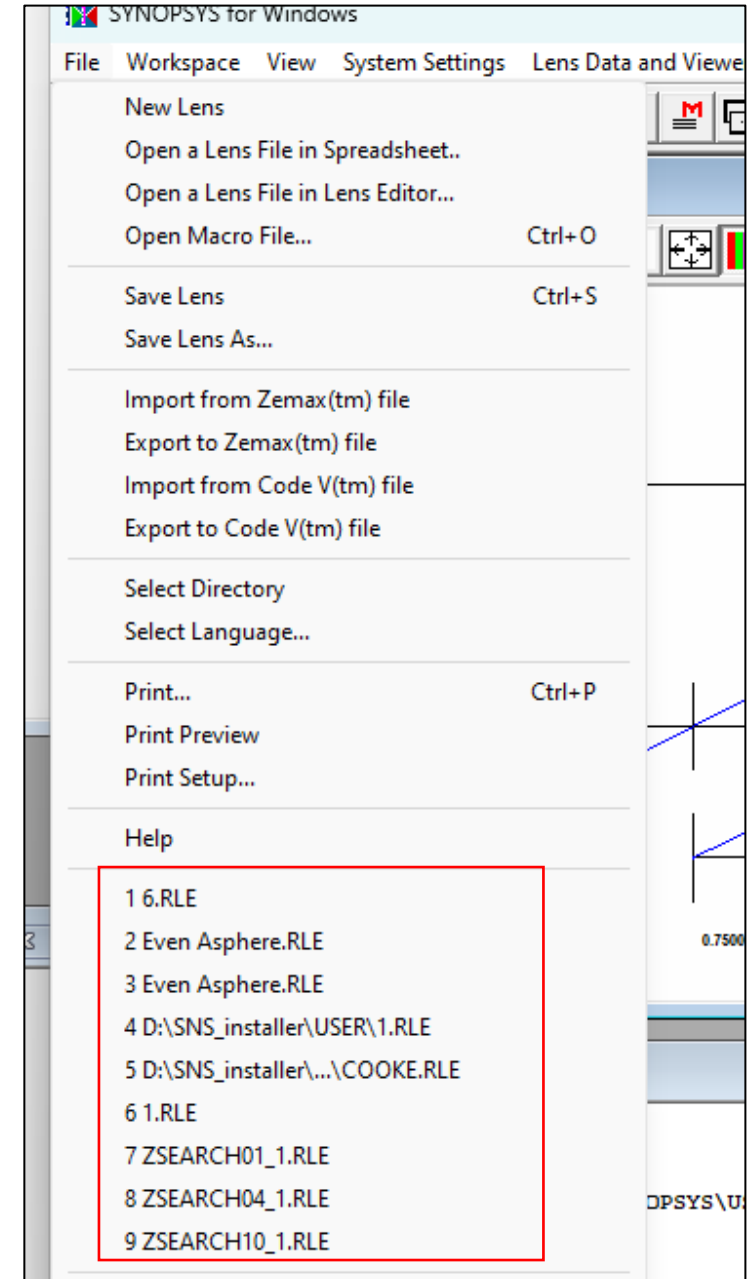 SYNOPSYS for Windows
File Workspace View System Settings Lens Data and Viewe
New Lens
Open a Lens File in Spreadsheet..
Open a Lens File in Lens Editor...
Open Macro File... Ctrl+O
Save Lens Ctrl+S
Save Lens As...
Import from Zemax(tm) file
Export to Zemax(tm) file
Import from Code V(tm) file
Export to Code V(tm) file
Select Directory
Select Language...
Print... Ctrl+P
Print Preview
Print Setup...
Help
1 6.RLE
2 Even Asphere.RLE
0.7500
3 Even Asphere.RLE
4 D:\SNS_installer\USER\1.RLE
5 D:\SNS_installer\...\COOKE.RLE
6 1.RLE
7 ZSEARCH01_1.RLE
8 ZSEARCH04_1.RLE
OPSYS\U
9 ZSEARCH10_1.RLE